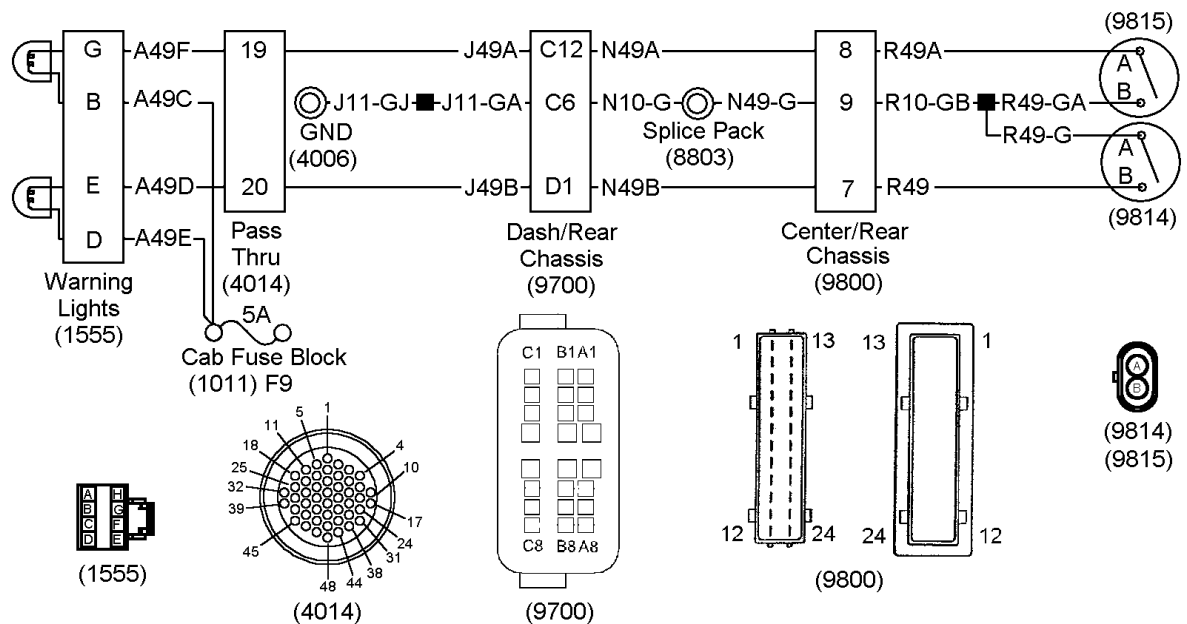 (9815)
G A49F 19 J49A C12 N49A 8 R49A A
B A49C J11-GJ J11-GA C6 N10-G N49-G 9 R10-GB R49-GA B
GND
(4006)
Splice Pack
(8803)
R49-G A
E A49D 20 J49B D1 N49B 7 R49 B
(9814)
D A49E
Warning
Lights
(1555)
Pass
Thru
(4014)
Dash/Rear
Chassis
(9700)
Center/Rear
Chassis
(9800)
5A
Cab Fuse Block
(1011) F9
A H
B G
C F
D E
(1555)
1
5 4
11 10
18
25
32
39 17
45 24
31
48 44 38
(4014)
C1 B1 A1
C8 B8 A8
(9700)
1 13 13 1
12 24 24 12
(9800)
A
B
(9814)
(9815)